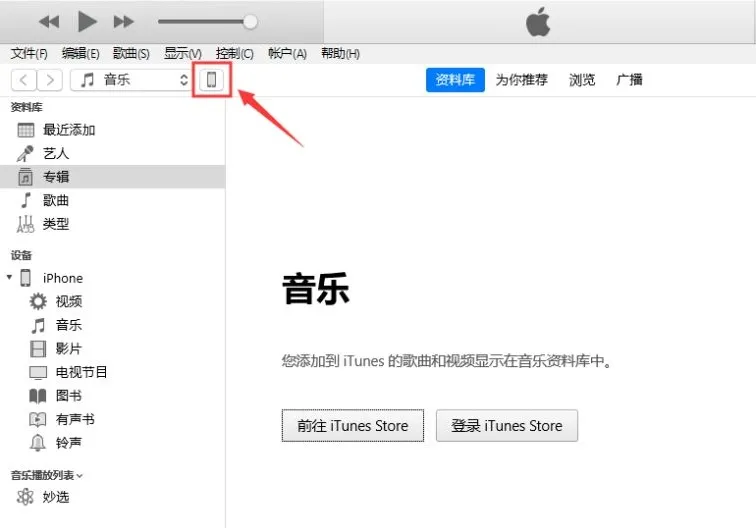 文件(F) 编辑(E) 歌曲(S) 显示(V) 控制(C) 帐户(A) 帮助(H)
音乐 资料库 为你推荐 浏览 广播
资料库
最近添加
艺人
专辑
歌曲
类型
设备
iPhone
视频
音乐
影片
电视节目
图书
有声书
铃声
音乐播放列表
妙选
音乐
您添加到 iTunes 的歌曲和视频显示在音乐资料库中。
前往 iTunes Store 登录 iTunes Store